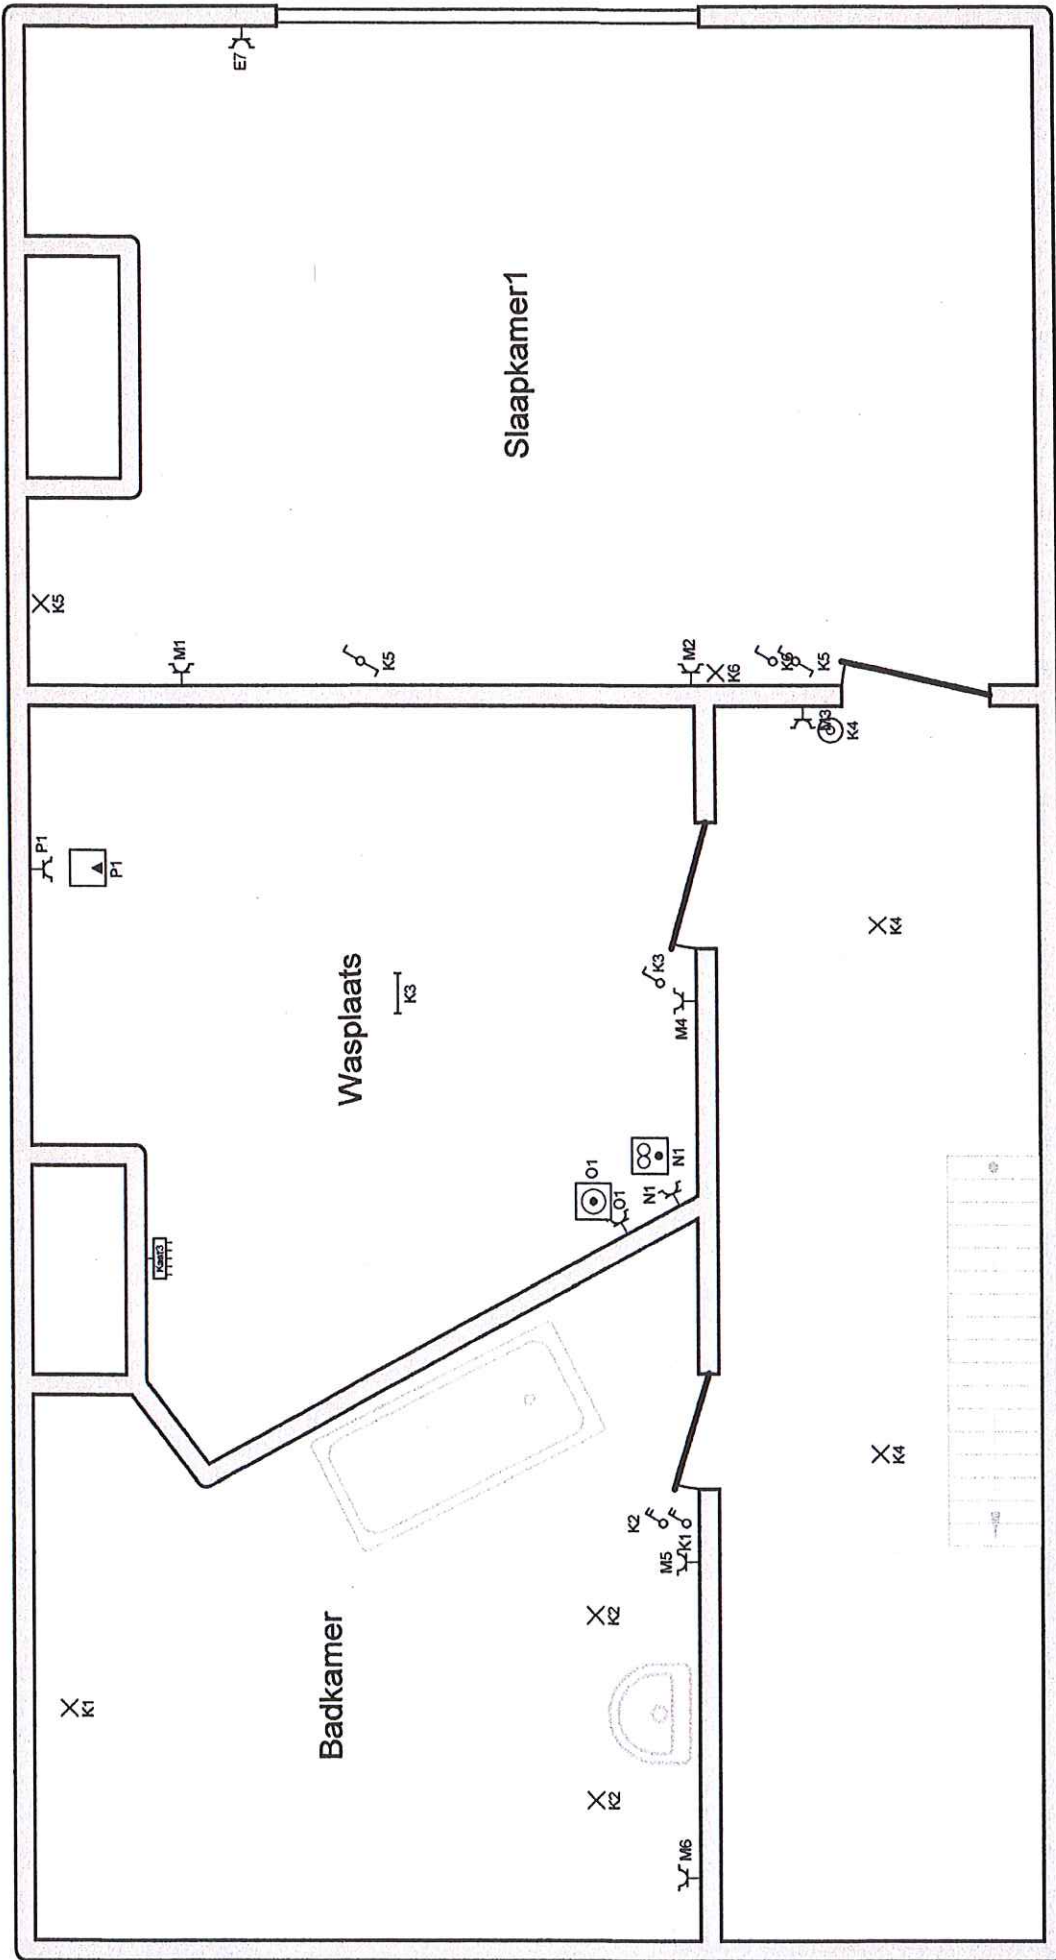 E7
Slaapkamer1
K5
M1
K5
M2
K6
K6
K5
M3
K4
P1
P1
K4
Wasplaats
K3
K3
M4
O1
N1
O1
N1
Kast3
K4
K2
K1
M5
K2
Badkamer
K1
K2
M6